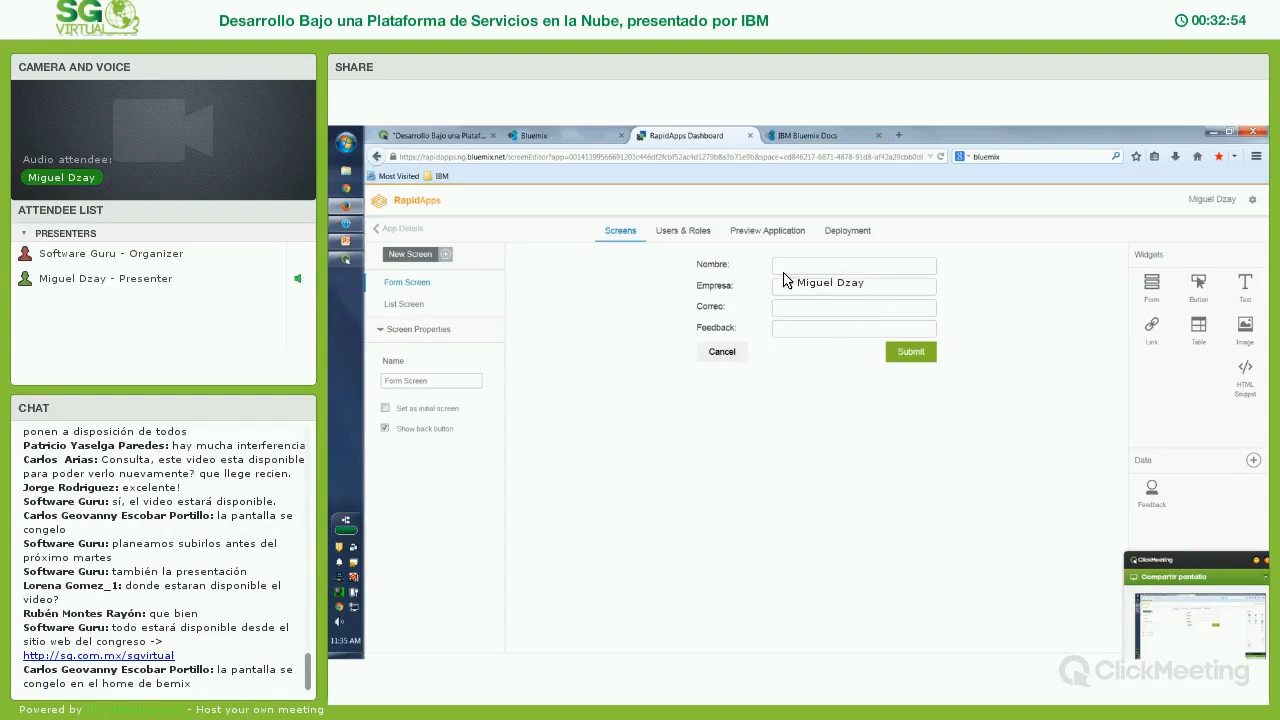 SG
VIRTUAL
Desarrollo Bajo una Plataforma de Servicios en la Nube, presentado por IBM
00:32:54
CAMERA AND VOICE
Audio attendee:
Miguel Dzay
ATTENDEE LIST
PRESENTERS
Software Guru - Organizer
Miguel Dzay - Presenter
CHAT
ponen a disposición de todos
Patricio Yaselga Paredes: hay mucha interferencia
Carlos Arias: Consulta, este video esta disponible
para poder verlo nuevamente? que llege recien.
Jorge Rodriguez: excelente!
Software Guru: sí, el video estará disponible.
Carlos Geovanny Escobar Portillo: la pantalla se
congelo
Software Guru: planeamos subirlos antes del
próximo martes
Software Guru: también la presentación
Lorena Gomez_1: donde estaran disponible el
video?
Rubén Montes Rayón: que bien
Software Guru: todo estará disponible desde el
sitio web del congreso ->
http://sg.com.mx/sgvirtual
Carlos Geovanny Escobar Portillo: la pantalla se
congelo en el home de bemix
Powered by
- Host your own meeting
SHARE
"Desarrollo Bajo una Plataf...
Bluemix
RapidApps Dashboard
IBM Bluemix Docs
bluemix
Most Visited
IBM
RapidApps
Miguel Dzay
App Details
Screens
Users & Roles
Preview Application
Deployment
New Screen
Form Screen
List Screen
Screen Properties
Name
Form Screen
Set as initial screen
Show back button
Nombre:
Miguel Dzay
Empresa:
Correo:
Feedback:
Cancel
Submit
Widgets
Form
Button
Text
Link
Table
Image
HTML
Snippet
Data
Feedback
ClickMeeting
Compartir pantalla
11:35 AM
ClickMeeting